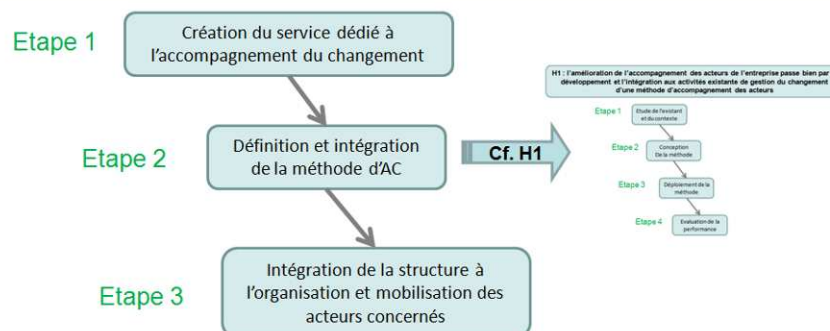 Etape 1
Création du service dédié à
l'accompagnement du changement
Etape 2
Définition et intégration
de la méthode d'AC
Cf. H1
Etape 3
Intégration de la structure à
l'organisation et mobilisation des
acteurs concernés
H1 : l'amélioration de l'accompagnement des acteurs de l'entreprise passe bien par
développement et l'intégration aux activités existante de gestion du changement
d'une méthode d'accompagnement des acteurs
Etape 1
Etude de l'existant
et du contexte
Etape 2
Conception
De la méthode
Etape 3
Déploiement de la
méthode
Etape 4
Evaluation de la
performance